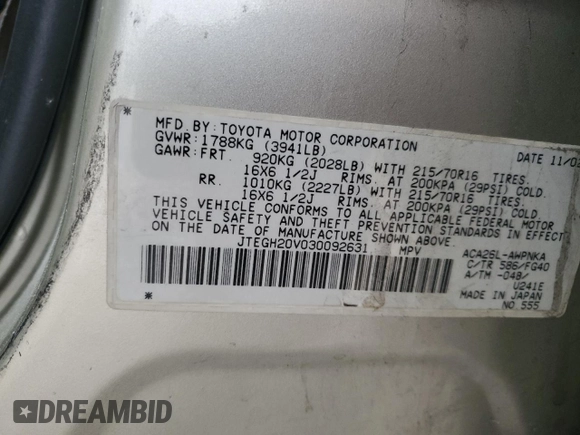 MFD BY: TOYOTA MOTOR CORPORATION
GVWR: 1788KG (3941LB) DATE 11/03
GAWR: FRT. 920KG (2028LB) WITH 215/70R16 TIRES.
16X6 1/2J RIMS. AT 200KPA (29PSI) COLD.
RR. 1010KG (2227LB) WITH 215/70R16 TIRES.
16X6 1/2J RIMS. AT 200KPA (29PSI) COLD.
THIS VEHICLE CONFORMS TO ALL APPLICABLE FEDERAL MOTOR
VEHICLE SAFETY AND THEFT PREVENTION STANDARDS IN EFFECT
ON THE DATE OF MANUFACTURE SHOWN ABOVE.
JTEGH20V030092631 MPV
ACA26L-AWPNKA
C/TR 586/FG40
A/TM -048/
U241E
MADE IN JAPAN
NO.555
DREAMBID